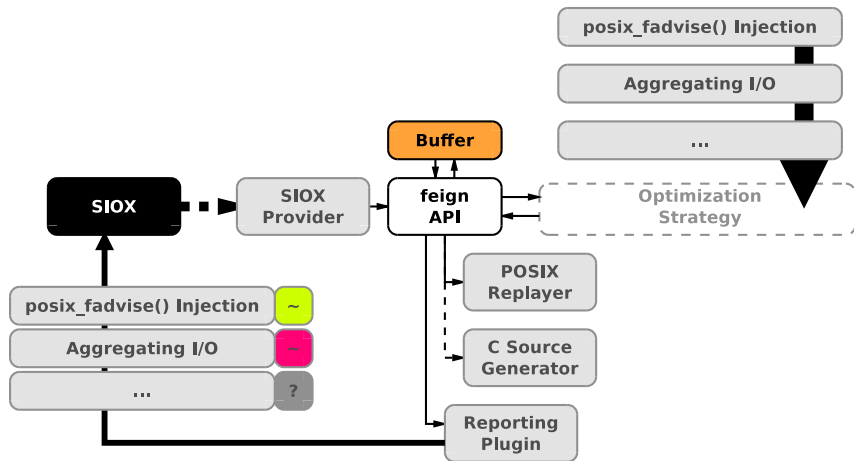 posix_fadvise() Injection
Aggregating I/O
...
Buffer
SIOX
SIOX
Provider
feign
API
Optimization
Strategy
POSIX
Replayer
posix_fadvise() Injection ~
Aggregating I/O ~
... ?
C Source
Generator
Reporting
Plugin